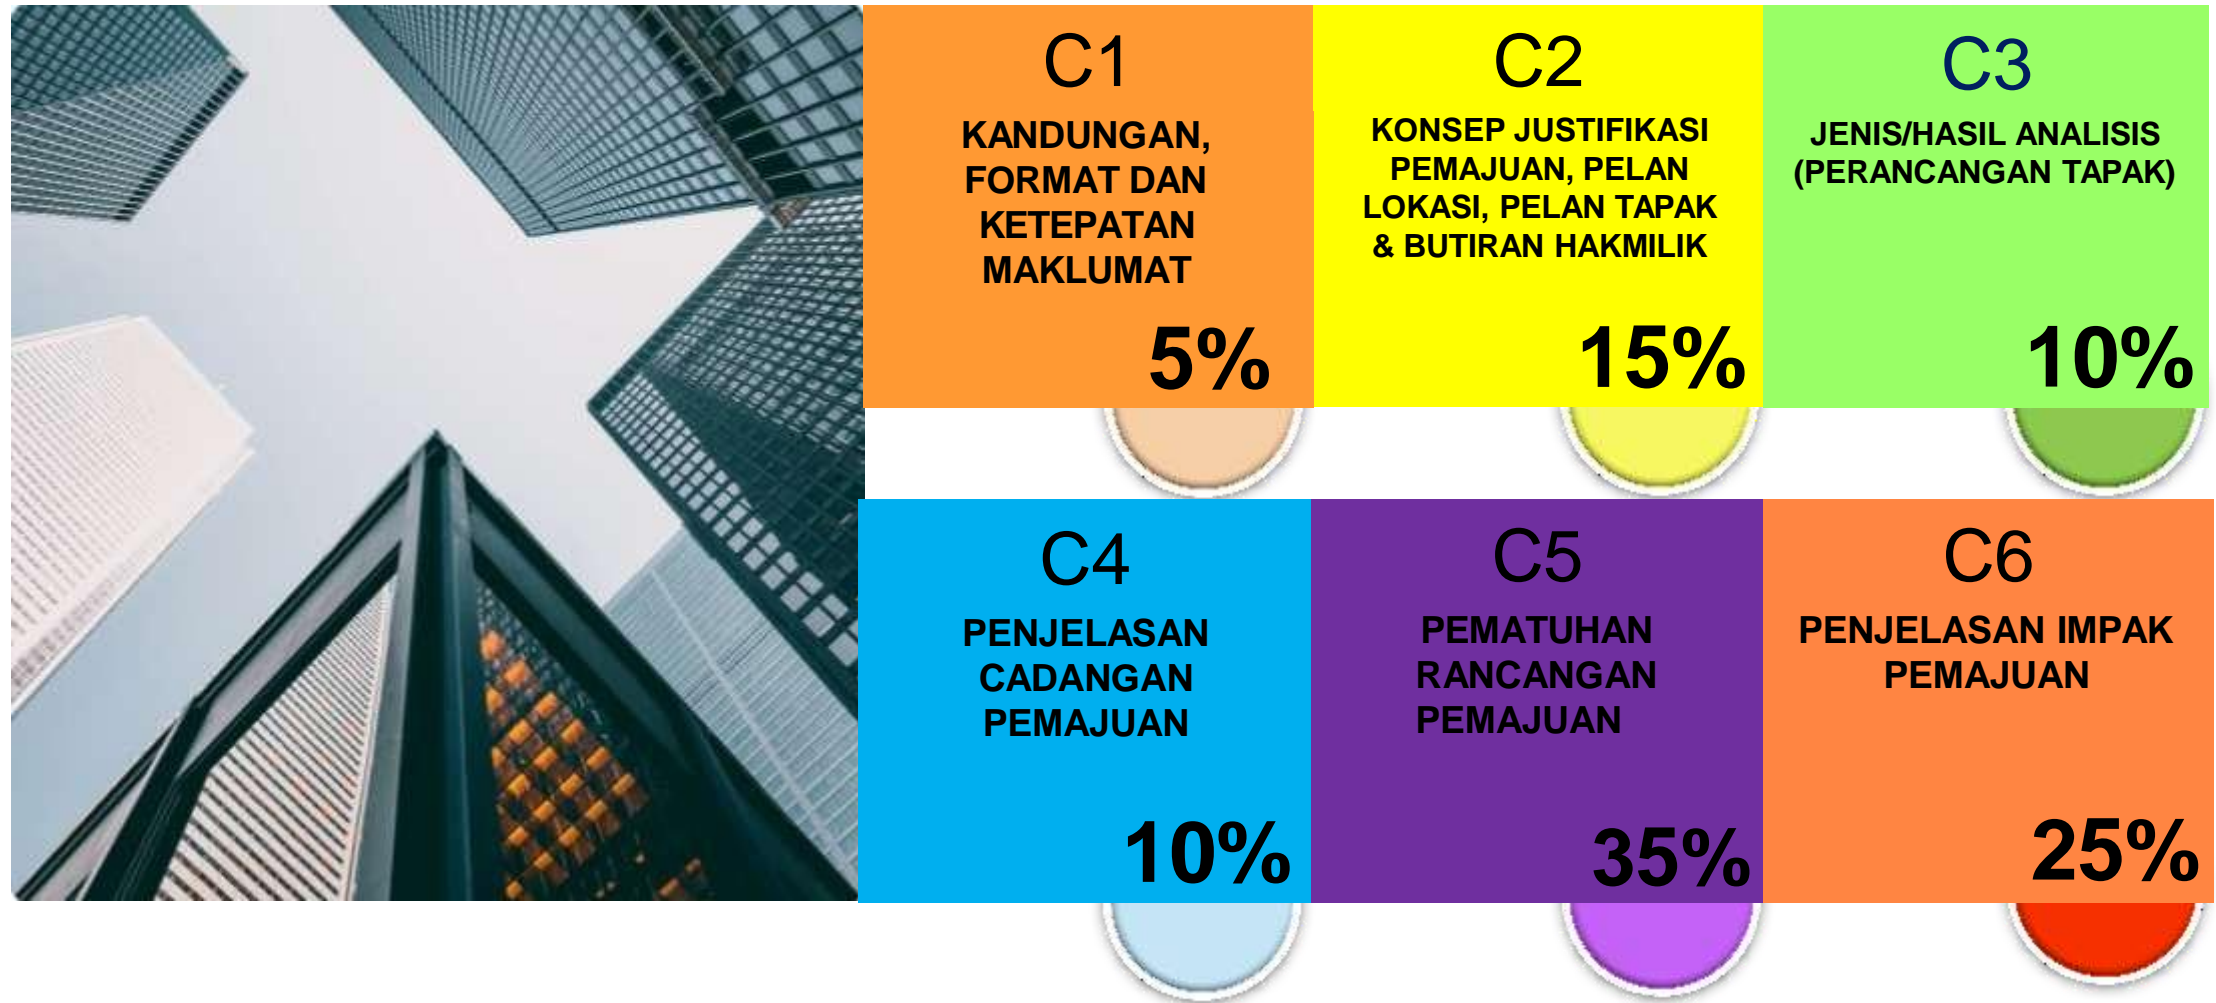 C1
KANDUNGAN,
FORMAT DAN
KETEPATAN
MAKLUMAT
5%
C2
KONSEP JUSTIFIKASI
PEMAJUAN, PELAN
LOKASI, PELAN TAPAK
& BUTIRAN HAKMILIK
15%
C3
JENIS/HASIL ANALISIS
(PERANCANGAN TAPAK)
10%
C4
PENJELASAN
CADANGAN
PEMAJUAN
10%
C5
PEMATUHAN
RANCANGAN
PEMAJUAN
35%
C6
PENJELASAN IMPAK
PEMAJUAN
25%